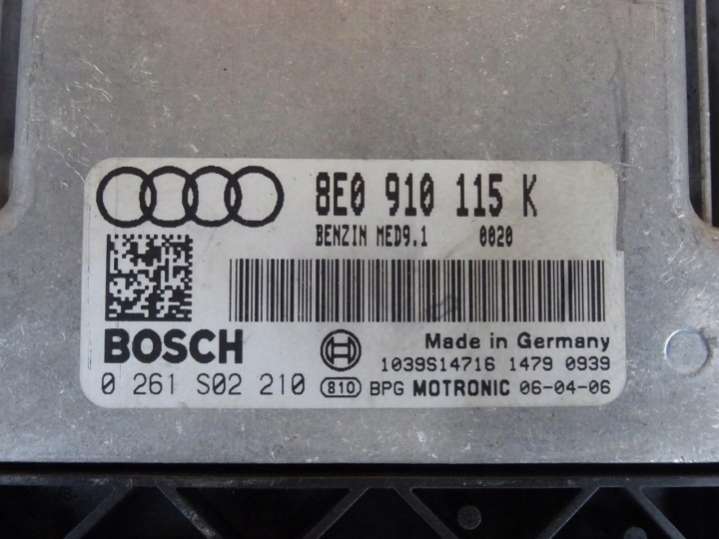 8E0 910 115 K
BENZIN MED9.1 0020
BOSCH
Made in Germany
1039S14716 1479 0939
0 261 S02 210 810 BPG MOTRONIC 06-04-06